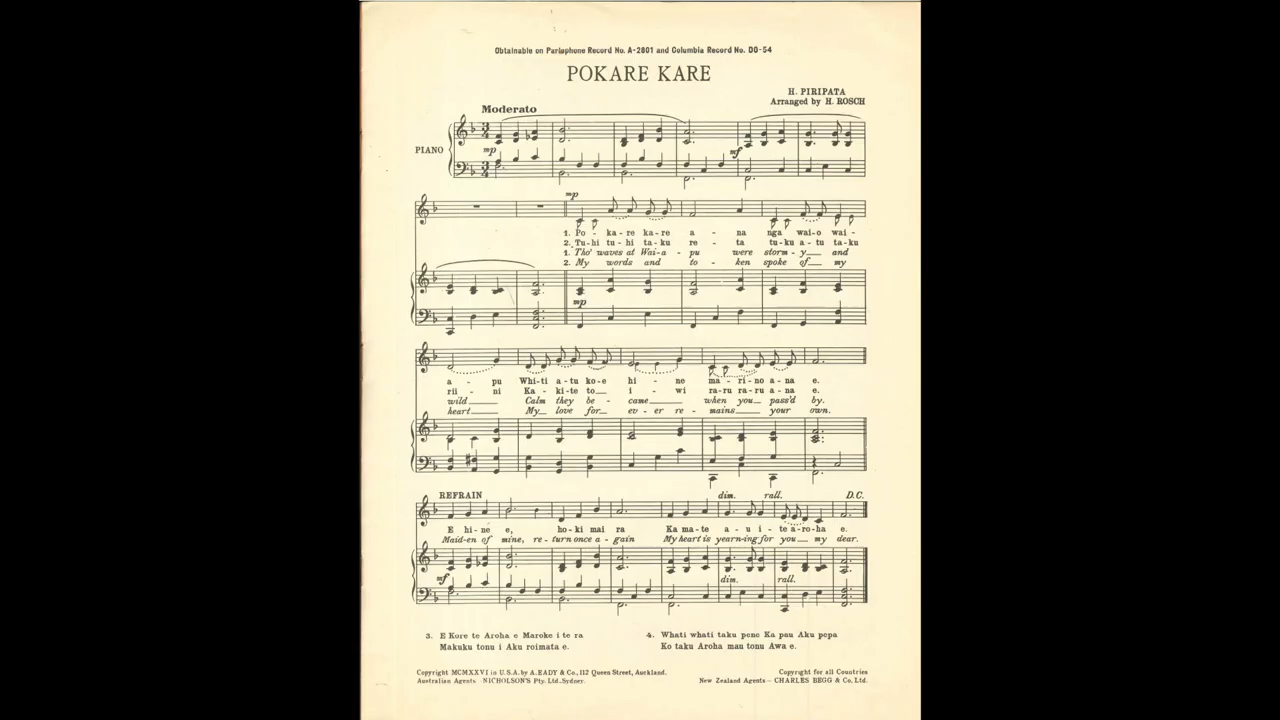 Obtainable on Parlophone Record No. A-2801 and Columbia Record No. DO-54
POKARE KARE
H. PIRIPATA
Arranged by H. ROSCH
Moderato
PIANO
mp
mf
mp
1. Po - ka-re ka-re a - na nga wai-o wai -
2. Tu-hi tu-hi ta-ku re - ta tu-ku a-tu ta-ku
1. Tho' waves at Wai-a - pu were storm - y and
2. My words and to - ken spoke of my
mp
a - pu Whi-ti a-tu ko-e hi - ne ma-ri-no a-na e.
rii - ni Ka-ki-te to i - wi ra-ru ra-ru a-na e.
wild Calm they be - came when you pass'd by.
heart My love for ev-er re - mains your own.
REFRAIN dim. rall. D.C.
E hi-ne e, ho-ki mai ra Ka ma-te a-u i-te a-ro-ha e.
Maid-en of mine, re-turn once a-gain My heart is yearn-ing for you my dear.
mf
dim. rall.
3. E Kore te Aroha e Maroke i te ra
Makuku tonu i Aku roimata e.
4. Whati whati taku pene Ka pau Aku pepa
Ko taku Aroha mau tonu Awa e.
Copyright MCMXXVI in U.S.A. by A. EADY & Co., 112 Queen Street, Auckland.
Australian Agents NICHOLSON'S Pty. Ltd. Sydney.
Copyright for all Countries
New Zealand Agents — CHARLES BEGG & Co. Ltd.